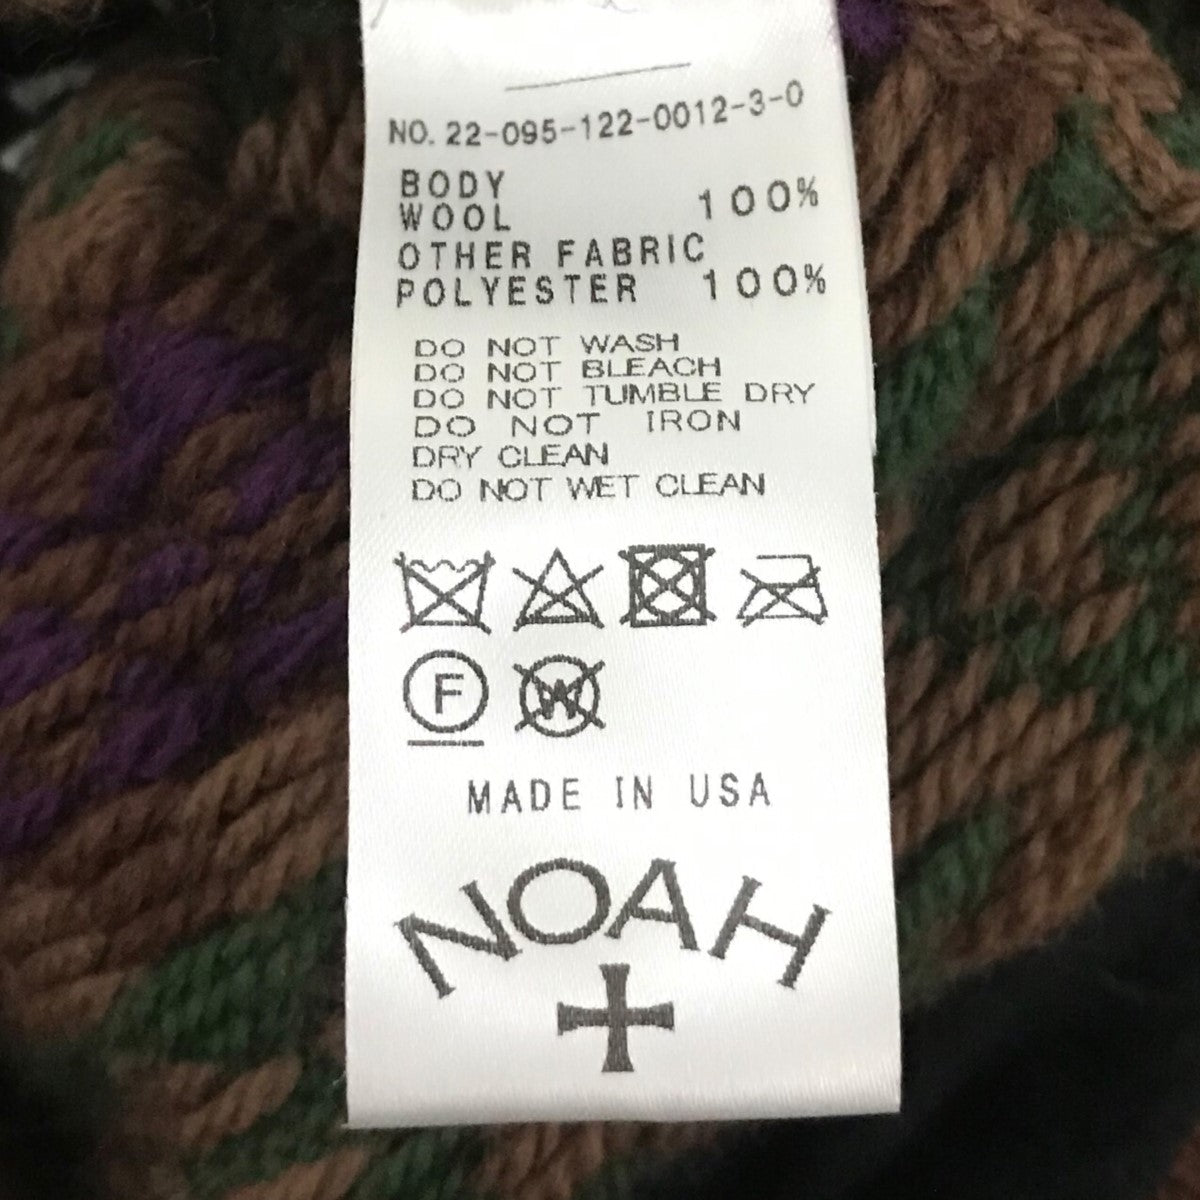 NO. 22-095-122-0012-3-0
BODY
WOOL 100%
OTHER FABRIC
POLYESTER 100%
DO NOT WASH
DO NOT BLEACH
DO NOT TUMBLE DRY
DO NOT IRON
DRY CLEAN
DO NOT WET CLEAN
F W
MADE IN USA
NOAH